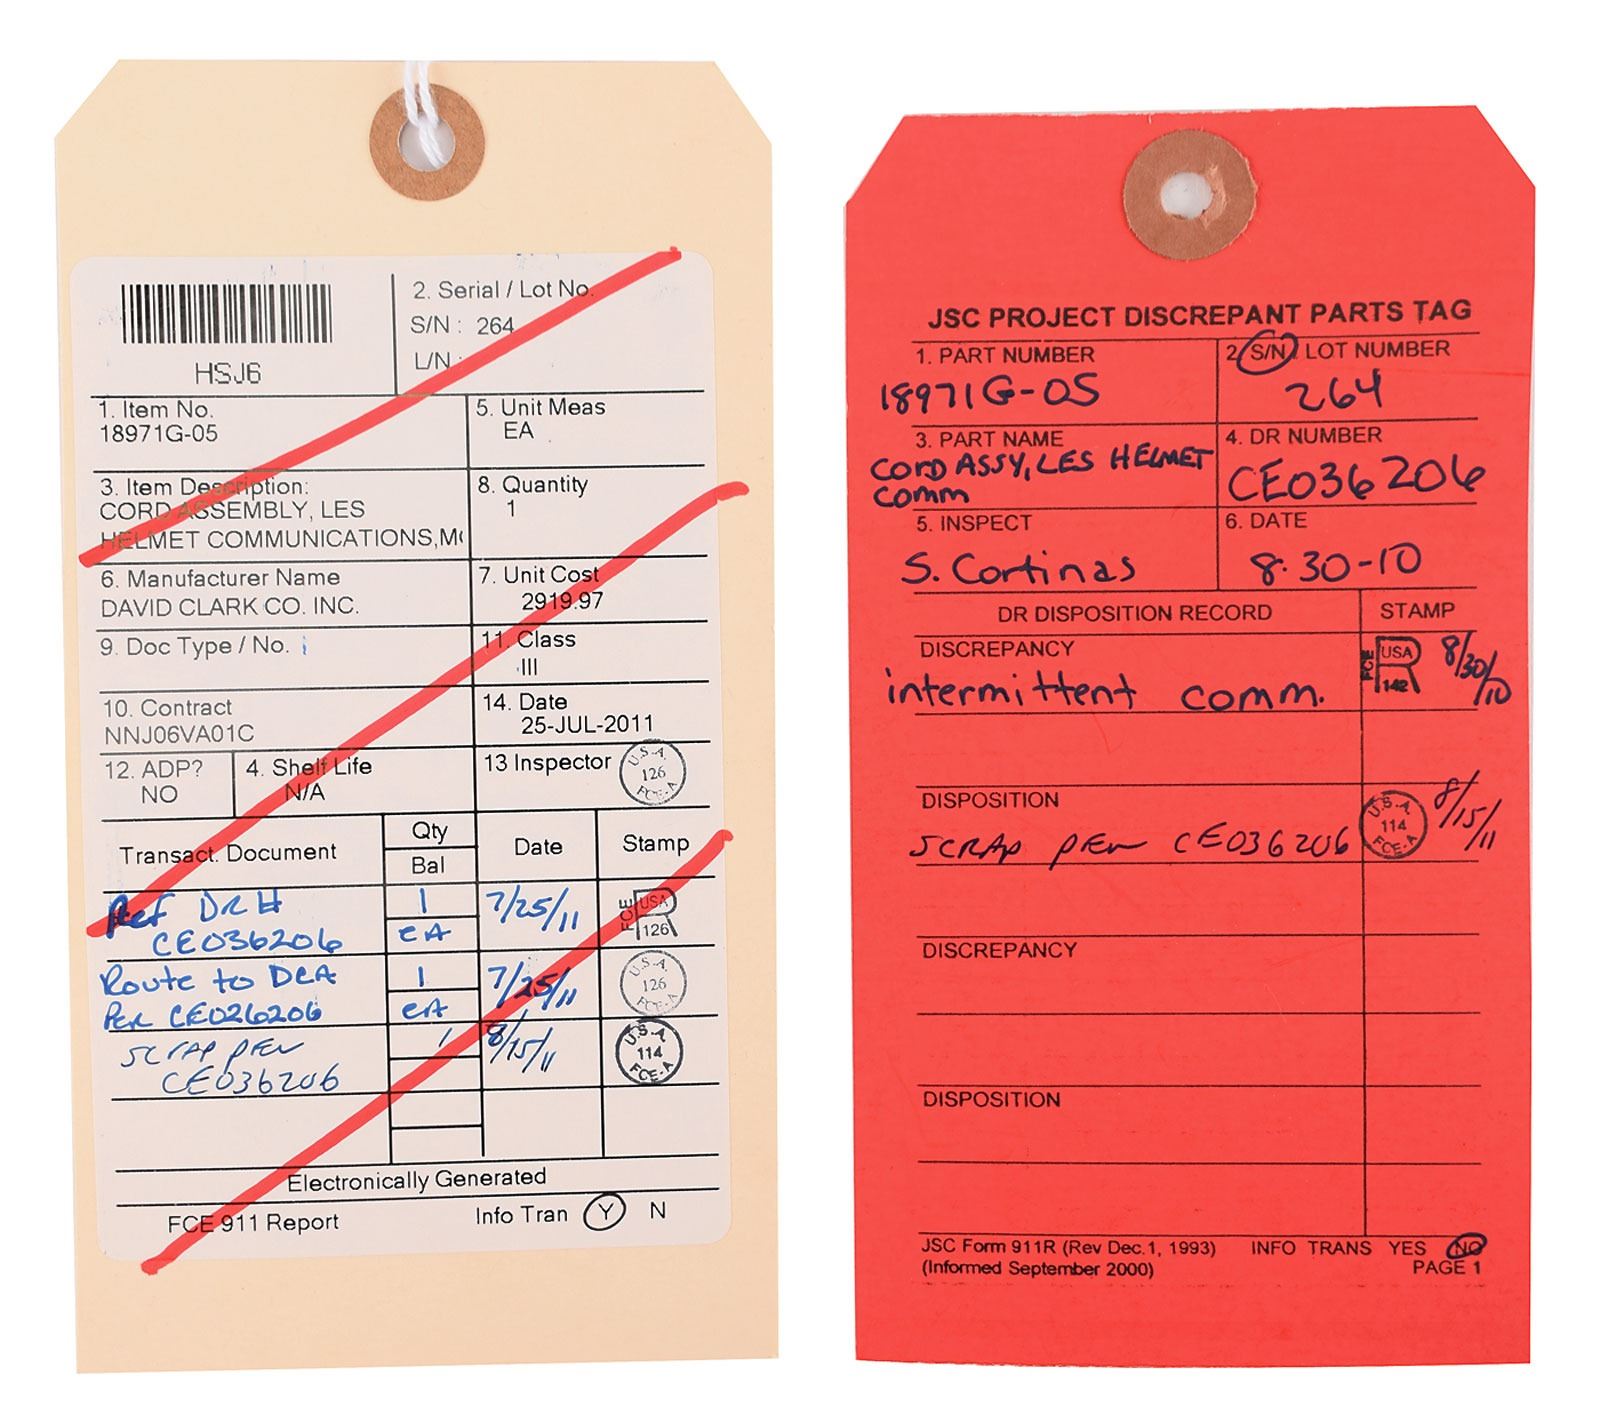 HSJ6
2. Serial / Lot No.
S/N : 264
L/N :
1. Item No.
18971G-05
5. Unit Meas
EA
3. Item Description:
CORD ASSEMBLY, LES
HELMET COMMUNICATIONS,M
8. Quantity
1
6. Manufacturer Name
DAVID CLARK CO. INC.
7. Unit Cost
2919.97
9. Doc Type / No.
11. Class
III
10. Contract
NNJ06VA01C
14. Date
25-JUL-2011
12. ADP?
NO
4. Shelf Life
N/A
13 Inspector
U.S.A. 126 FCE-A
Transact. Document
Qty
Bal
Date
Stamp
Ref DR# 1 7/25/11 FCE USA R 126
CE036206 EA
Route to DCA 1 7/25/11 U.S.A. 126 FCE-A
Per CE026206 EA
SCRAP PER 1 8/15/11 U.S.A. 114 FCE-A
CE036206
Electronically Generated
FCE 911 Report Info Tran Y N
JSC PROJECT DISCREPANT PARTS TAG
1. PART NUMBER
18971G-05
2. S/N LOT NUMBER
264
3. PART NAME
CORD ASSY, LES HELMET
COMM
4. DR NUMBER
CE036206
5. INSPECT
S. Cortinas
6. DATE
8-30-10
DR DISPOSITION RECORD STAMP
DISCREPANCY
intermittent comm. FCE USA R 142 8/30/10
DISPOSITION
SCRAP PER CE036206 U.S.A. 114 FCE-A 8/15/11
DISCREPANCY
DISPOSITION
JSC Form 911R (Rev Dec.1, 1993) INFO TRANS YES NO
(Informed September 2000) PAGE 1